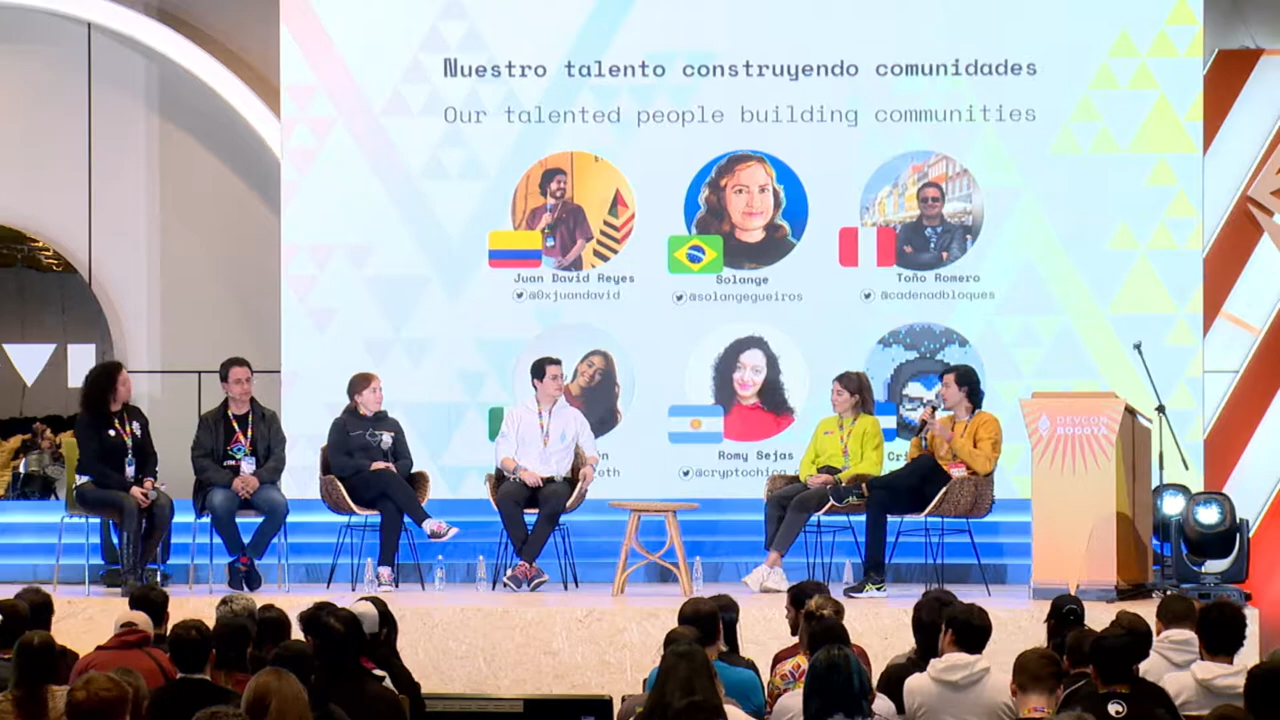 Nuestro talento construyendo comunidades
Our talented people building communities
Juan David Reyes
@0xjuandavid
Solange
@solangegueiros
Toño Romero
@cadenadbloques
Romy Sejas
@cryptochica
DEVCON
BOGOTÁ